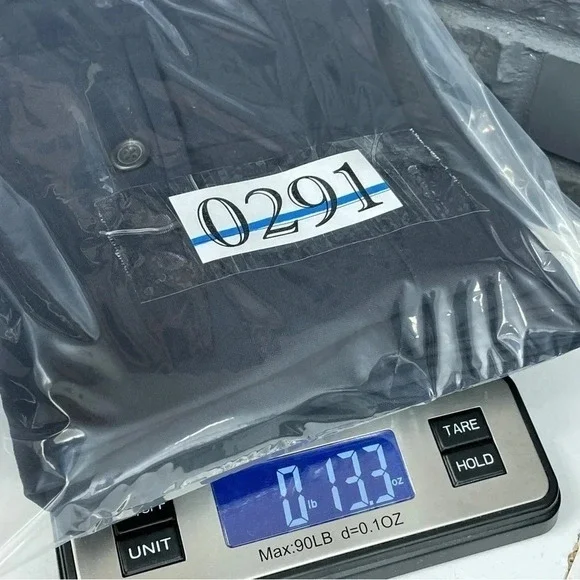 0291
TARE
0 lb 13.3 oz
HOLD
UNIT
Max:90LB d=0.1OZ